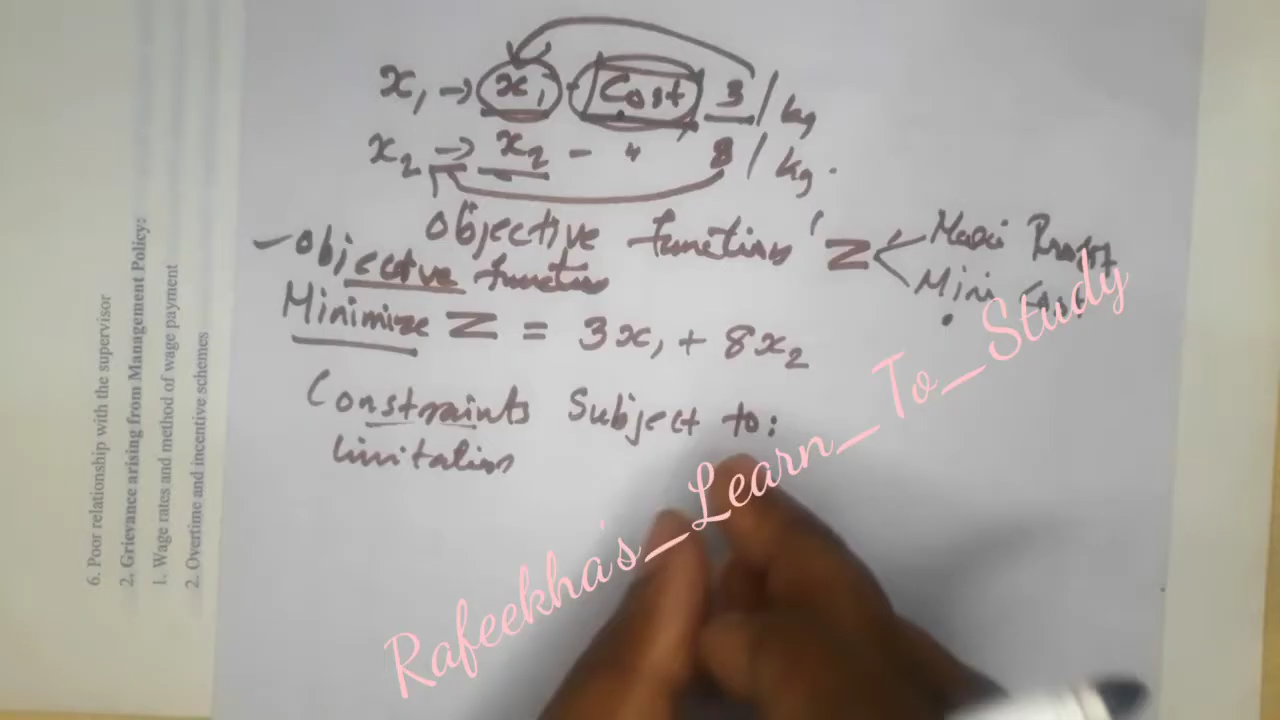 x₁ → x₁ - Cost 3/kg
x₂ → x₂ - " 8/kg.
Objective function' Z Maxi Profit
Mini Cost
Objective function
Minimize Z = 3x₁ + 8x₂
Constraints Subject to:
limitation
6. Poor relationship with the supervisor
2. Grievance arising from Management Policy:
1. Wage rates and method of wage payment
2. Overtime and incentive schemes
Rafeekha's_Learn_To_Study